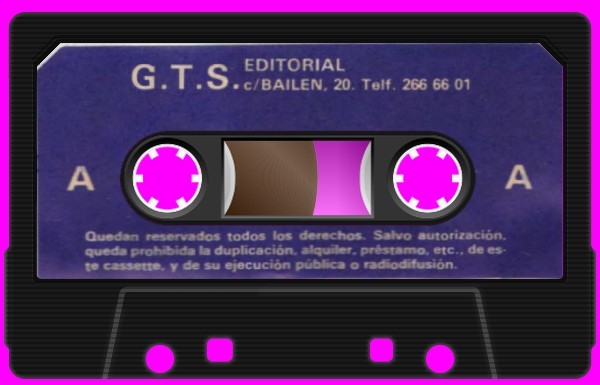 G.T.S. EDITORIAL
c/BAILEN, 20. Telf. 266 66 01
A A
Quedan reservados todos los derechos. Salvo autorización,
queda prohibida la duplicación, alquiler, préstamo, etc., de es-
te cassette, y de su ejecución pública o radiodifusión.